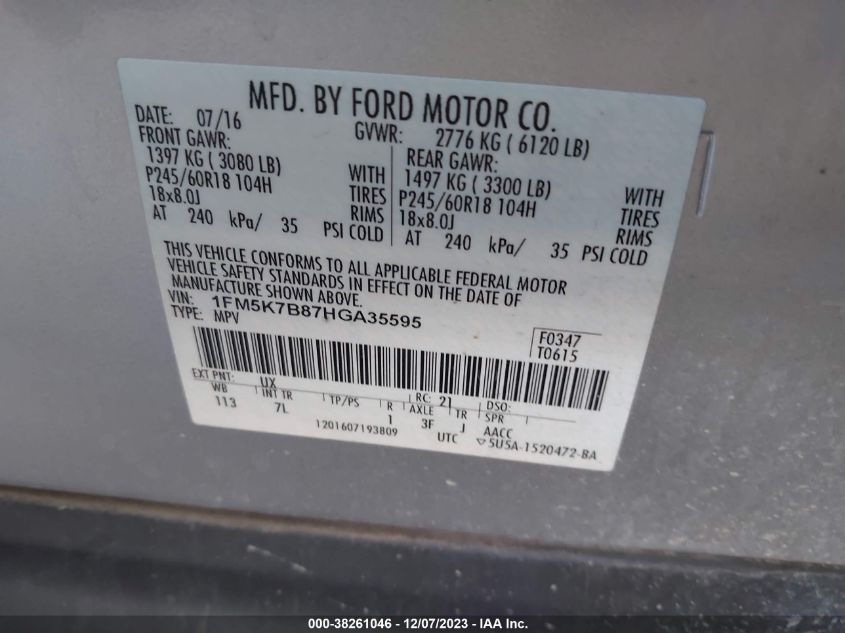 MFD. BY FORD MOTOR CO.
DATE: 07/16 GVWR: 2776 KG ( 6120 LB)
FRONT GAWR: REAR GAWR:
1397 KG ( 3080 LB) WITH 1497 KG ( 3300 LB) WITH
P245/60R18 104H TIRES P245/60R18 104H TIRES
18x8.0J RIMS 18x8.0J RIMS
AT 240 kPa/ 35 PSI COLD AT 240 kPa/ 35 PSI COLD
THIS VEHICLE CONFORMS TO ALL APPLICABLE FEDERAL MOTOR
VEHICLE SAFETY STANDARDS IN EFFECT ON THE DATE OF
MANUFACTURE SHOWN ABOVE.
VIN: 1FM5K7B87HGA35595
TYPE: MPV
F0347
T0615
EXT PNT: UX RC: 21 DSO:
WB INT TR TP/PS R AXLE TR SPR
113 7L 1 3F J AACC
1201607193809 UTC ▽5U5A-1520472-BA
000-38261046 — 12/07/2023 - IAA Inc.